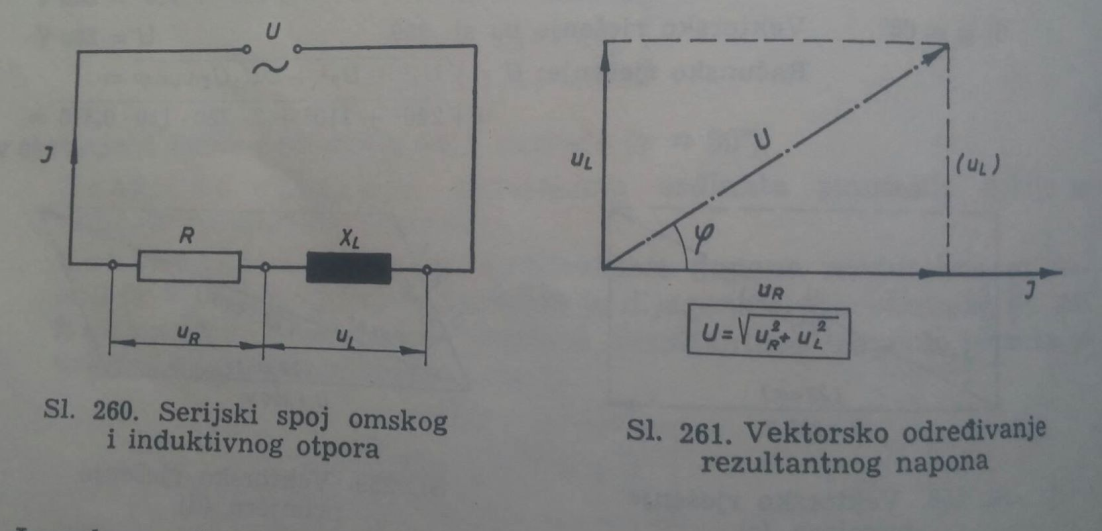 U
~
J
R
X_L
u_R
u_L
Sl. 260. Serijski spoj omskog
i induktivnog otpora
u_L
U
(u_L)
φ
u_R
J
U=√u_R²+u_L²
Sl. 261. Vektorsko određivanje
rezultantnog napona